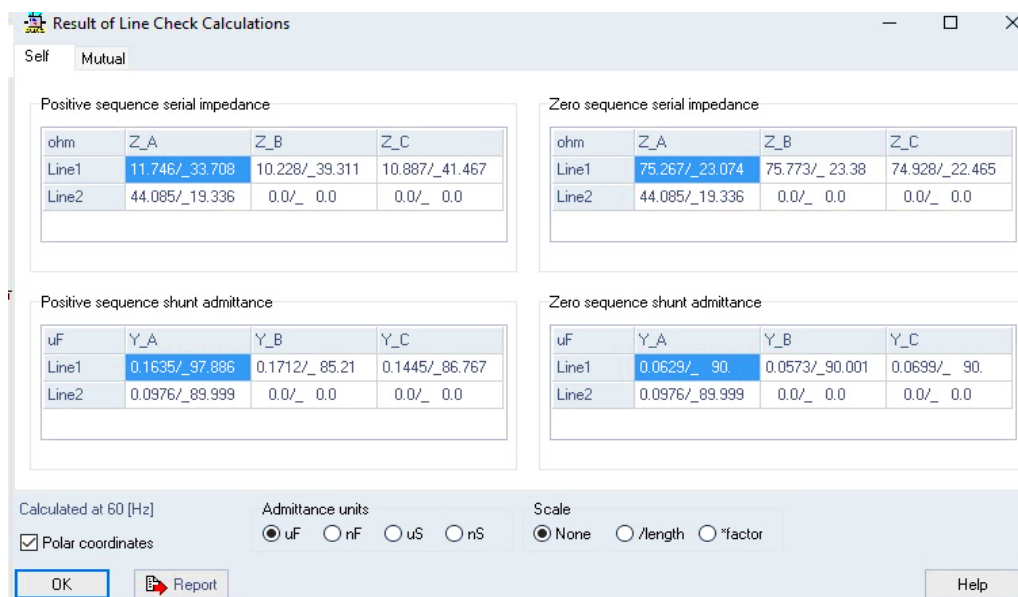 Result of Line Check Calculations
Self Mutual
Positive sequence serial impedance
ohm Z_A Z_B Z_C
Line1 11.746/_33.708 10.228/_39.311 10.887/_41.467
Line2 44.085/_19.336 0.0/_ 0.0 0.0/_ 0.0
Zero sequence serial impedance
ohm Z_A Z_B Z_C
Line1 75.267/_23.074 75.773/_ 23.38 74.928/_22.465
Line2 44.085/_19.336 0.0/_ 0.0 0.0/_ 0.0
Positive sequence shunt admittance
uF Y_A Y_B Y_C
Line1 0.1635/_97.886 0.1712/_ 85.21 0.1445/_86.767
Line2 0.0976/_89.999 0.0/_ 0.0 0.0/_ 0.0
Zero sequence shunt admittance
uF Y_A Y_B Y_C
Line1 0.0629/_ 90. 0.0573/_90.001 0.0699/_ 90.
Line2 0.0976/_89.999 0.0/_ 0.0 0.0/_ 0.0
Calculated at 60 [Hz]
Polar coordinates
Admittance units
uF nF uS nS
Scale
None /length *factor
OK Report Help